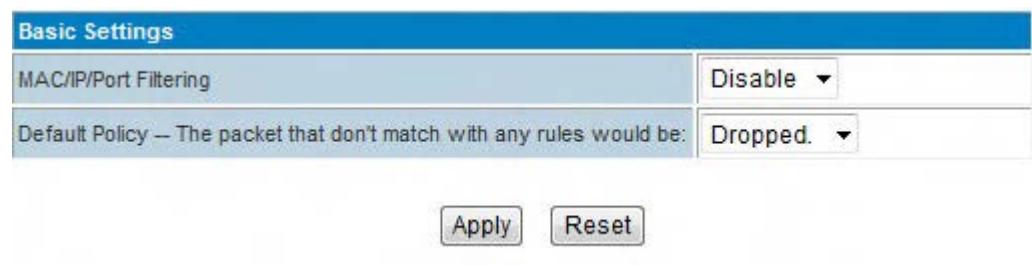 Basic Settings
MAC/IP/Port Filtering Disable
Default Policy -- The packet that don't match with any rules would be: Dropped.
Apply Reset